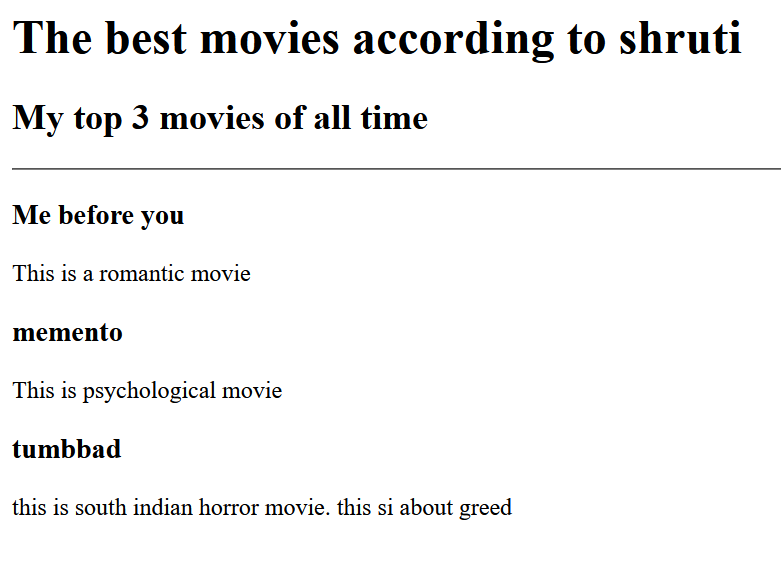 The best movies according to shruti
My top 3 movies of all time
Me before you
This is a romantic movie
memento
This is psychological movie
tumbbad
this is south indian horror movie. this si about greed